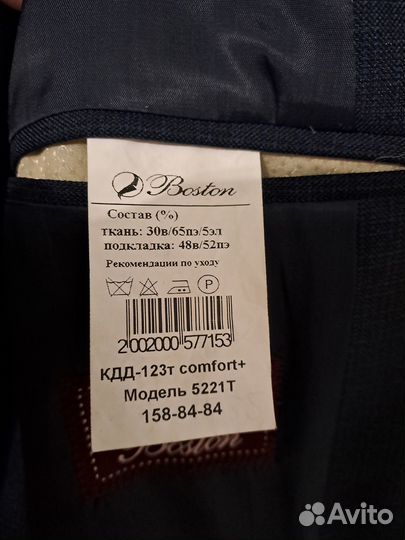 Boston
Состав (%)
ткань: 30в/65пэ/5эл
подкладка: 48в/52пэ
Рекомендации по уходу
P
2002000577153
КДД-123т comfort+
Модель 5221Т
158-84-84
Boston
Avito